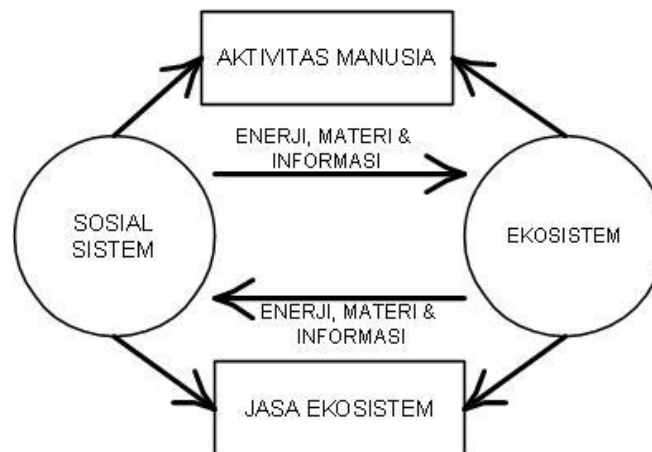 AKTIVITAS MANUSIA
ENERJI, MATERI &
INFORMASI
SOSIAL
SISTEM
EKOSISTEM
ENERJI, MATERI &
INFORMASI
JASA EKOSISTEM